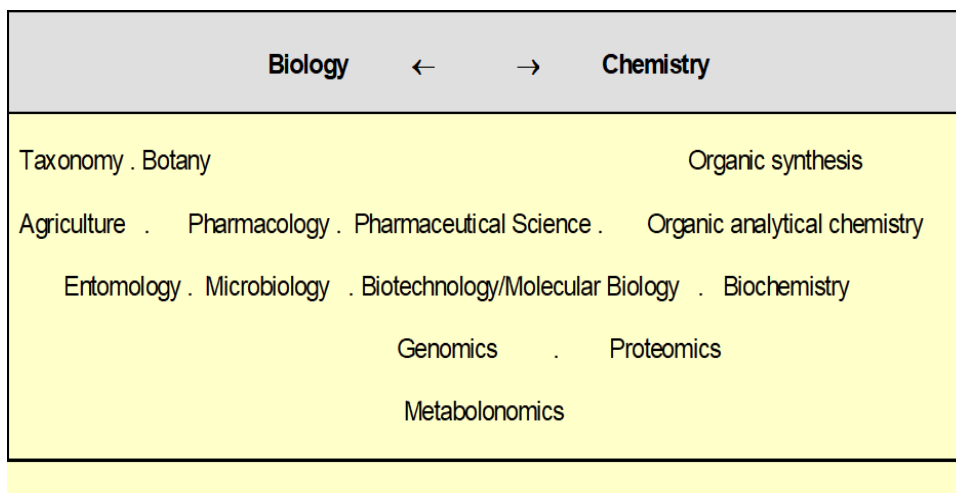 Biology ← → Chemistry
Taxonomy . Botany Organic synthesis
Agriculture . Pharmacology . Pharmaceutical Science . Organic analytical chemistry
Entomology . Microbiology . Biotechnology/Molecular Biology . Biochemistry
Genomics . Proteomics
Metabolonomics